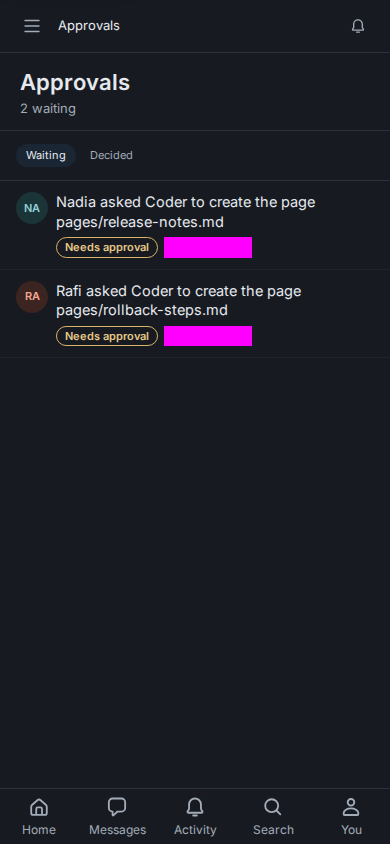 Approvals
Approvals
2 waiting
Waiting
Decided
NA
Nadia asked Coder to create the page
pages/release-notes.md
Needs approval
RA
Rafi asked Coder to create the page
pages/rollback-steps.md
Needs approval
Home
Messages
Activity
Search
You